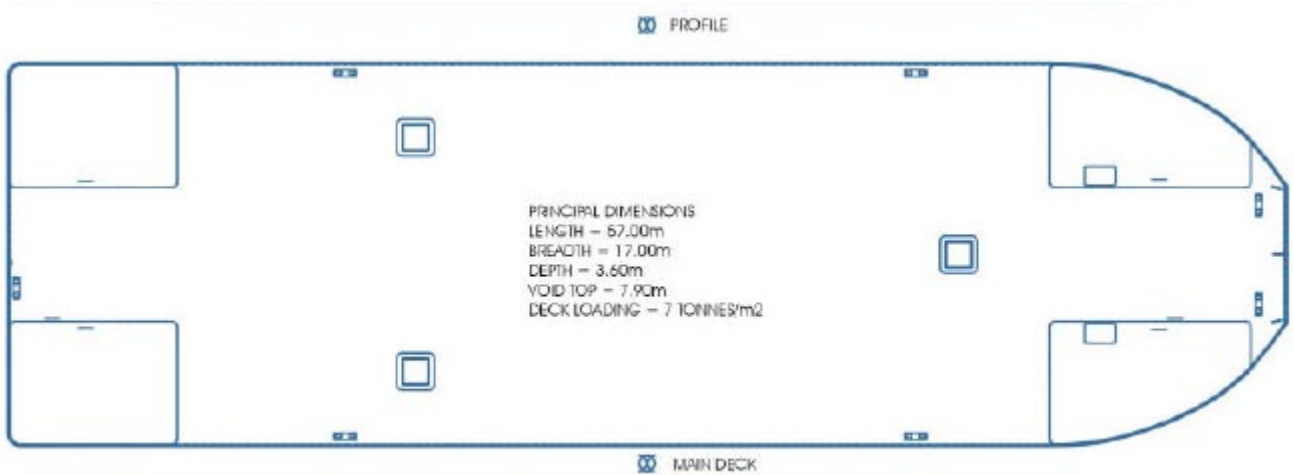 PROFILE
PRINCIPAL DIMENSIONS
LENGTH – 57.00m
BREADTH – 17.00m
DEPTH – 3.60m
VOID TOP – 7.90m
DECK LOADING – 7 TONNES/m2
MAIN DECK